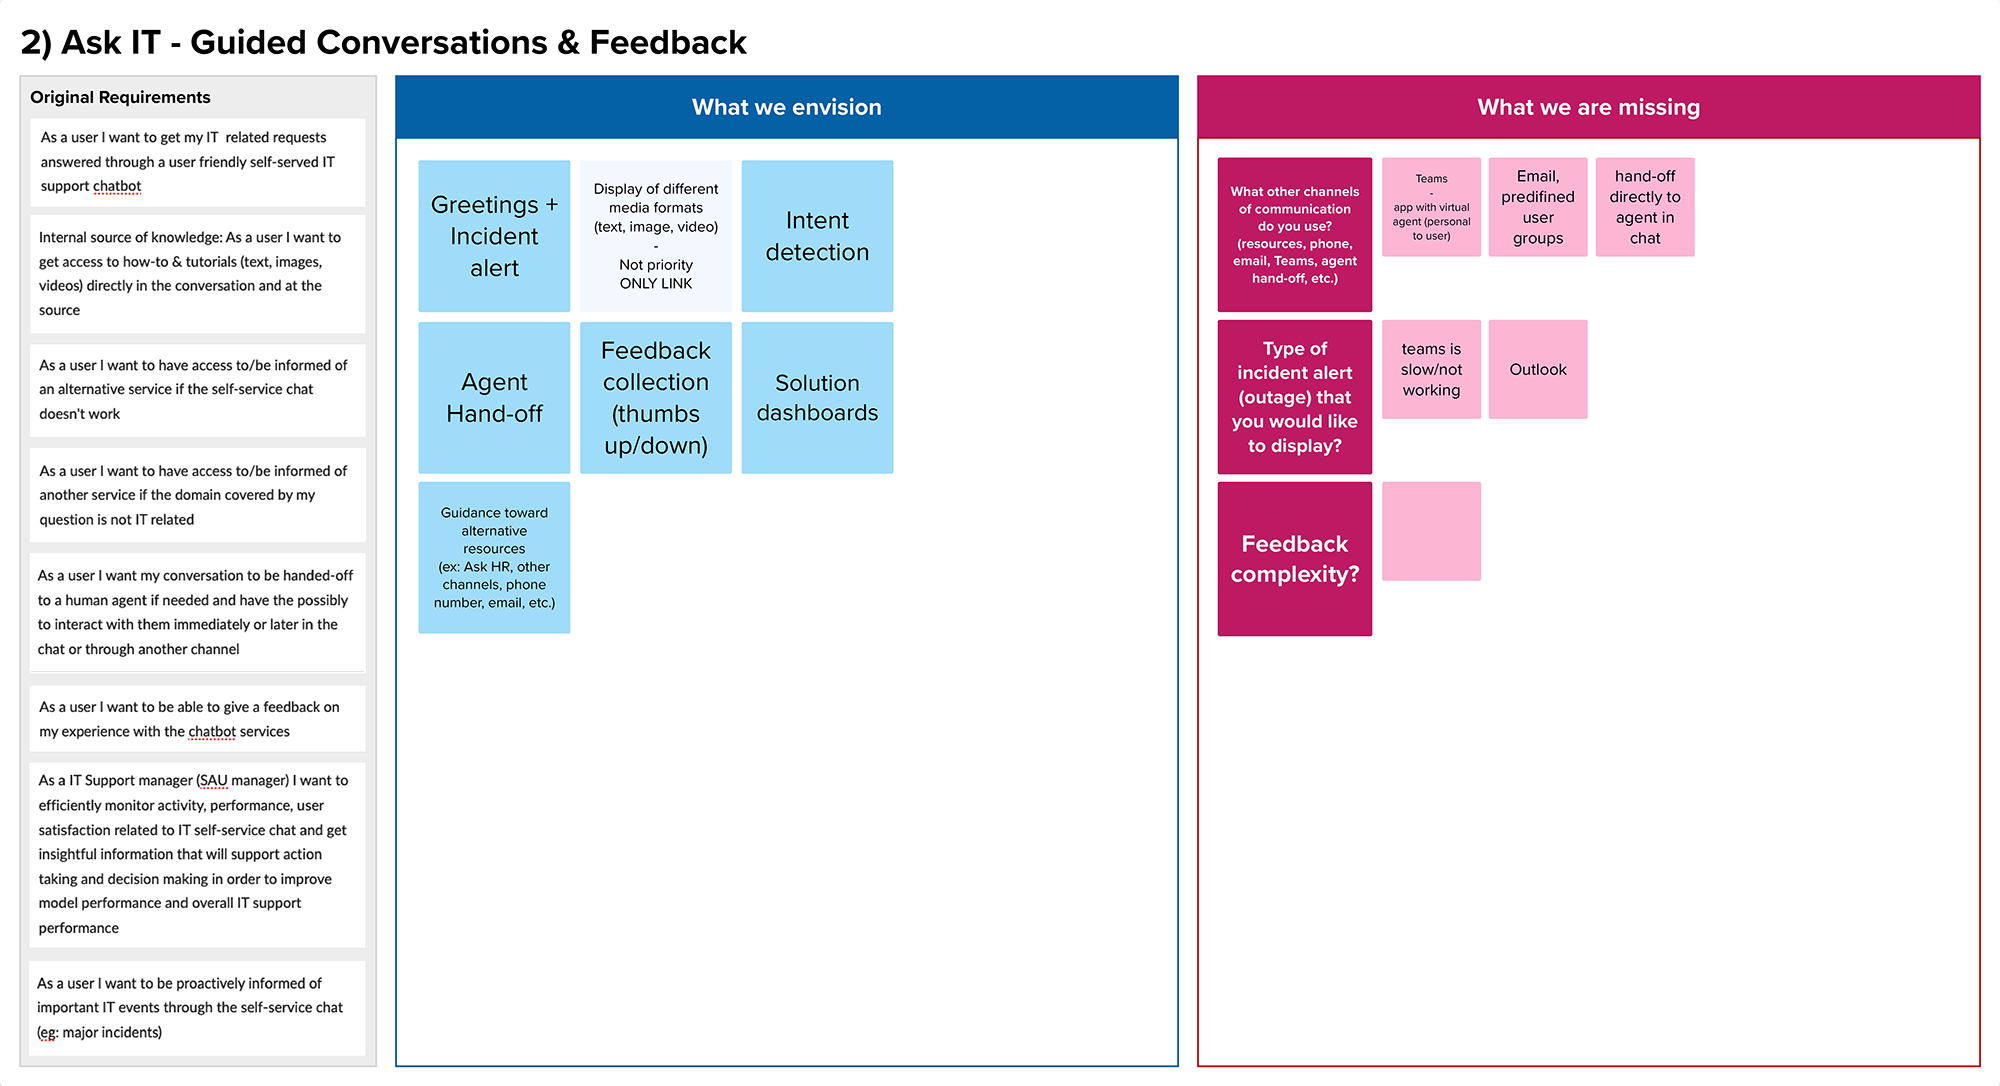 2) Ask IT - Guided Conversations & Feedback
Original Requirements
As a user I want to get my IT related requests
answered through a user friendly self-served IT
support chatbot
Internal source of knowledge: As a user I want to
get access to how-to & tutorials (text, images,
videos) directly in the conversation and at the
source
As a user I want to have access to/be informed of
an alternative service if the self-service chat
doesn't work
As a user I want to have access to/be informed of
another service if the domain covered by my
question is not IT related
As a user I want my conversation to be handed-off
to a human agent if needed and have the possibly
to interact with them immediately or later in the
chat or through another channel
As a user I want to be able to give a feedback on
my experience with the chatbot services
As a IT Support manager (SAU manager) I want to
efficiently monitor activity, performance, user
satisfaction related to IT self-service chat and get
insightful information that will support action
taking and decision making in order to improve
model performance and overall IT support
performance
As a user I want to be proactively informed of
important IT events through the self-service chat
(eg: major incidents)
What we envision
Greetings +
Incident
alert
Display of different
media formats
(text, image, video)
-
Not priority
ONLY LINK
Intent
detection
Agent
Hand-off
Feedback
collection
(thumbs
up/down)
Solution
dashboards
Guidance toward
alternative
resources
(ex: Ask HR, other
channels, phone
number, email, etc.)
What we are missing
What other channels
of communication
do you use?
(resources, phone,
email, Teams, agent
hand-off, etc.)
Teams
-
app with virtual
agent (personal
to user)
Email,
predifined
user
groups
hand-off
directly to
agent in
chat
Type of
incident alert
(outage) that
you would like
to display?
teams is
slow/not
working
Outlook
Feedback
complexity?